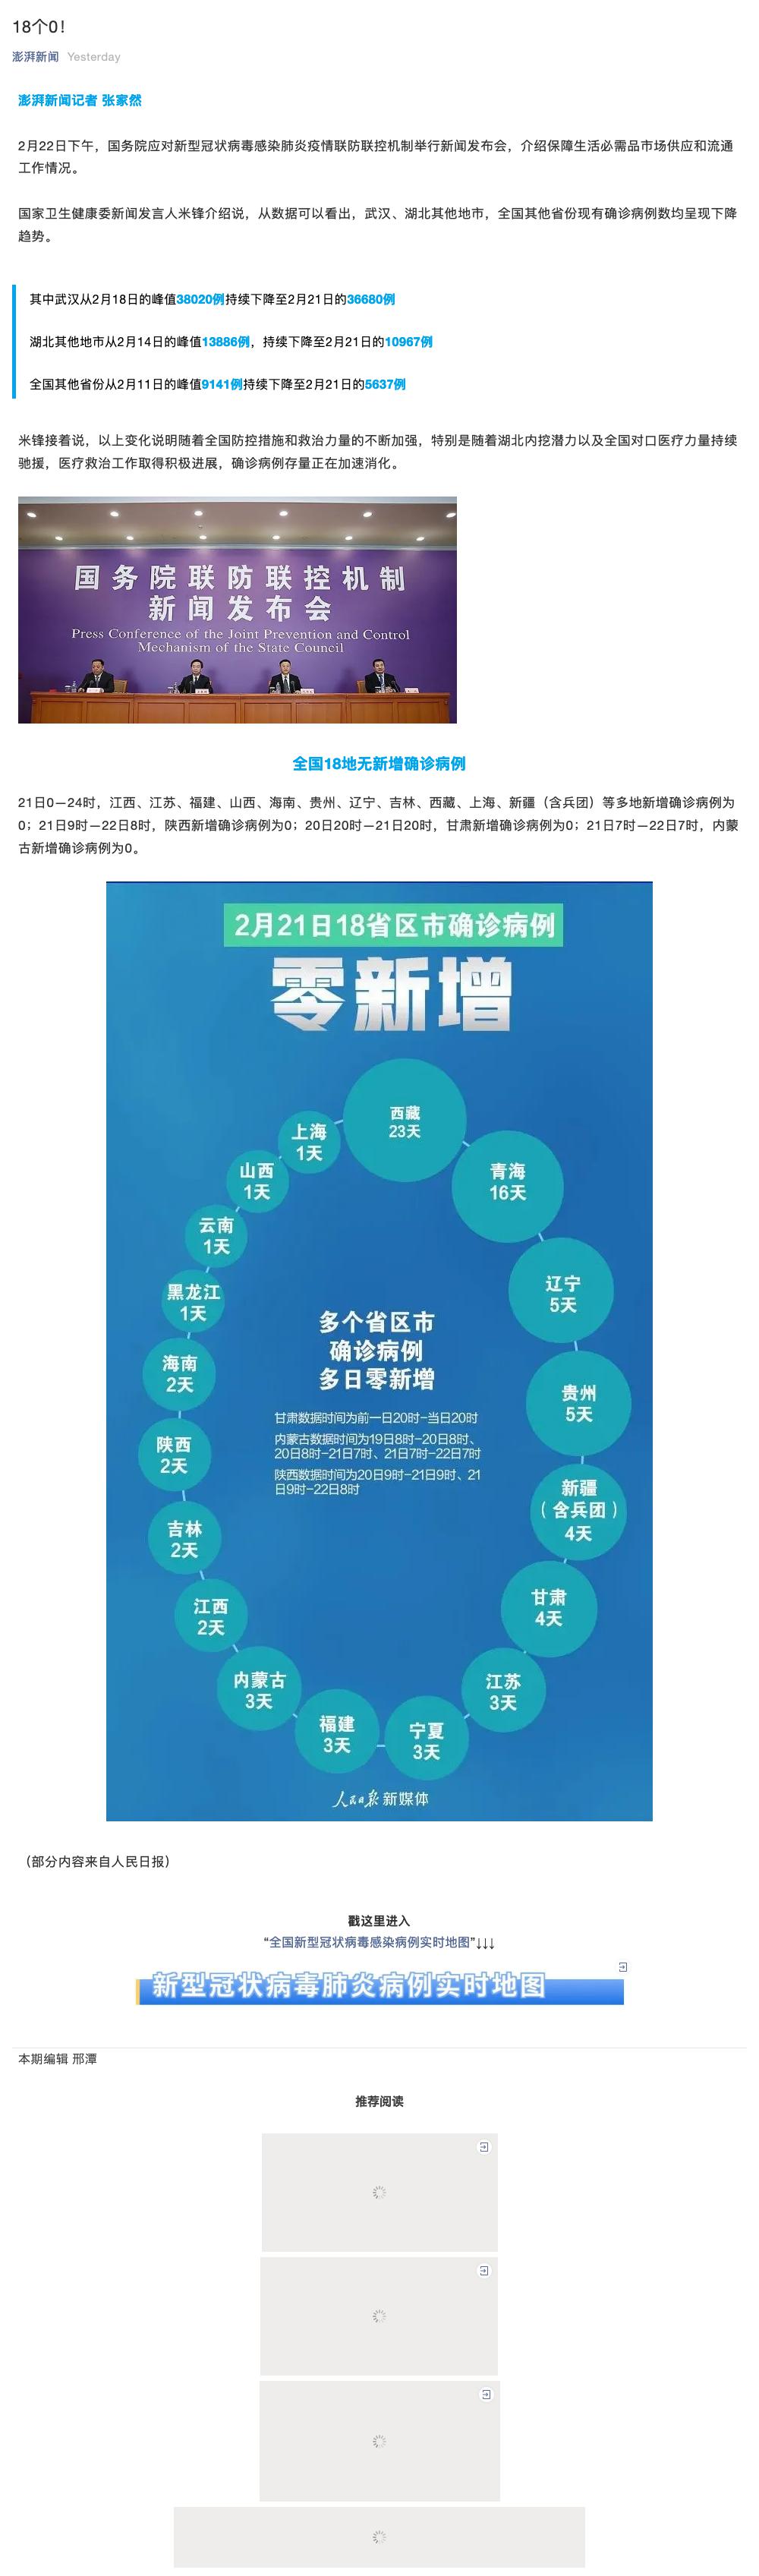 18个0！
澎湃新闻 Yesterday
澎湃新闻记者 张家然
2月22日下午，国务院应对新型冠状病毒感染肺炎疫情联防联控机制举行新闻发布会，介绍保障生活必需品市场供应和流通
工作情况。
国家卫生健康委新闻发言人米锋介绍说，从数据可以看出，武汉、湖北其他地市，全国其他省份现有确诊病例数均呈现下降
趋势。
其中武汉从2月18日的峰值38020例持续下降至2月21日的36680例
湖北其他地市从2月14日的峰值13886例，持续下降至2月21日的10967例
全国其他省份从2月11日的峰值9141例持续下降至2月21日的5637例
米锋接着说，以上变化说明随着全国防控措施和救治力量的不断加强，特别是随着湖北内挖潜力以及全国对口医疗力量持续
驰援，医疗救治工作取得积极进展，确诊病例存量正在加速消化。
国务院联防联控机制
新闻发布会
Press Conference of the Joint Prevention and Control
Mechanism of the State Council
全国18地无新增确诊病例
21日0—24时，江西、江苏、福建、山西、海南、贵州、辽宁、吉林、西藏、上海、新疆（含兵团）等多地新增确诊病例为
0；21日9时—22日8时，陕西新增确诊病例为0；20日20时—21日20时，甘肃新增确诊病例为0；21日7时—22日7时，内蒙
古新增确诊病例为0。
2月21日18省区市确诊病例
零新增
西藏
23天
青海
16天
辽宁
5天
贵州
5天
新疆
（含兵团）
4天
甘肃
4天
江苏
3天
宁夏
3天
福建
3天
内蒙古
3天
江西
2天
吉林
2天
陕西
2天
海南
2天
黑龙江
1天
云南
1天
山西
1天
上海
1天
多个省区市
确诊病例
多日零新增
甘肃数据时间为前一日20时-当日20时
内蒙古数据时间为19日8时-20日8时、
20日8时-21日7时、21日7时-22日7时
陕西数据时间为20日9时-21日9时、21
日9时-22日8时
人民日报 新媒体
（部分内容来自人民日报）
戳这里进入
“全国新型冠状病毒感染病例实时地图”↓↓↓
新型冠状病毒肺炎病例实时地图
本期编辑 邢潭
推荐阅读